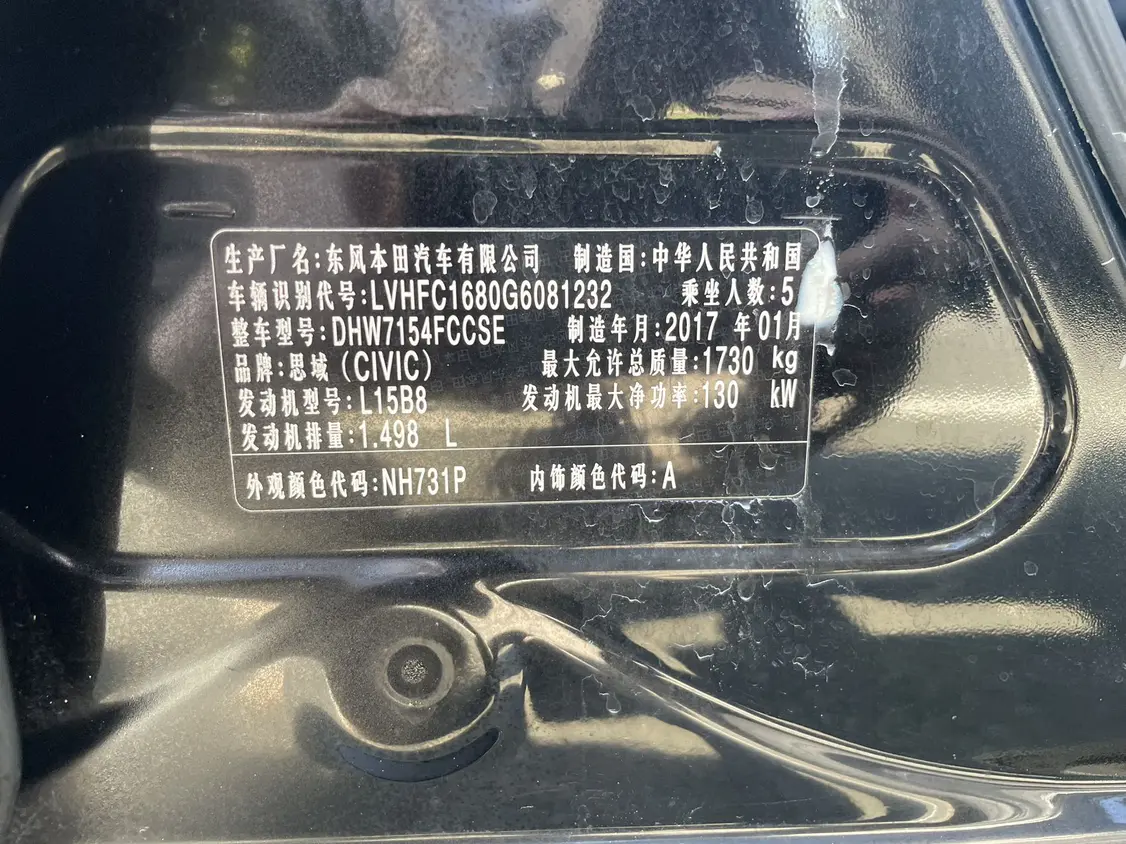 生产厂名:东风本田汽车有限公司 制造国:中华人民共和国
车辆识别代号:LVHFC1680G6081232 乘坐人数:5
整车型号:DHW7154FCCSE 制造年月:2017 年01月
品牌:思域(CIVIC) 最大允许总质量:1730 kg
发动机型号:L15B8 发动机最大净功率:130 kW
发动机排量:1.498 L
外观颜色代码:NH731P 内饰颜色代码:A